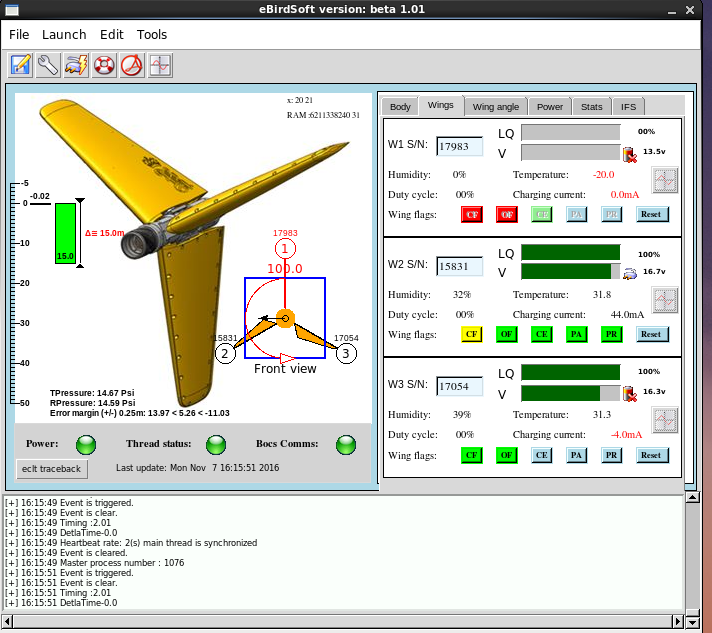 eBirdSoft version: beta 1.01
File Launch Edit Tools
x: 20 21
RAM :6211338240 31
-5
-0.02
0
Δ= 15.0m
-10
15.0
-20
-30
-40
-50
17983
1
100.0
15831
2
17054
3
Front view
TPressure: 14.67 Psi
RPressure: 14.59 Psi
Error margin (+/-) 0.25m: 13.97 < 5.26 < -11.03
Power: Thread status: Bocs Comms:
eclt traceback
Last update: Mon Nov 7 16:15:51 2016
Body Wings Wing angle Power Stats IFS
W1 S/N: 17983 LQ 00%
V 13.5v
Humidity: 0% Temperature: -20.0
Duty cycle: 00% Charging current: 0.0mA
Wing flags: CF OF CE PA PR Reset
W2 S/N: 15831 LQ 100%
V 16.7v
Humidity: 32% Temperature: 31.8
Duty cycle: 00% Charging current: 44.0mA
Wing flags: CF OF CE PA PR Reset
W3 S/N: 17054 LQ 100%
V 16.3v
Humidity: 39% Temperature: 31.3
Duty cycle: 00% Charging current: -4.0mA
Wing flags: CF OF CE PA PR Reset
[+] 16:15:49 Event is triggered.
[+] 16:15:49 Event is clear.
[+] 16:15:49 Timing :2.01
[+] 16:15:49 DetlaTime-0.0
[+] 16:15:49 Heartbeat rate: 2(s) main thread is synchronized
[+] 16:15:49 Event is cleared.
[+] 16:15:49 Master process number : 1076
[+] 16:15:51 Event is triggered.
[+] 16:15:51 Event is clear.
[+] 16:15:51 Timing :2.01
[+] 16:15:51 DetlaTime-0.0